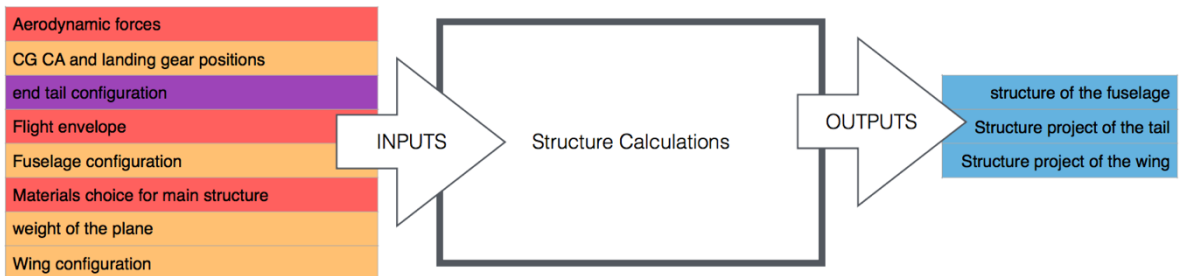 Aerodynamic forces
CG CA and landing gear positions
end tail configuration
Flight envelope
Fuselage configuration
Materials choice for main structure
weight of the plane
Wing configuration
INPUTS
Structure Calculations
OUTPUTS
structure of the fuselage
Structure project of the tail
Structure project of the wing